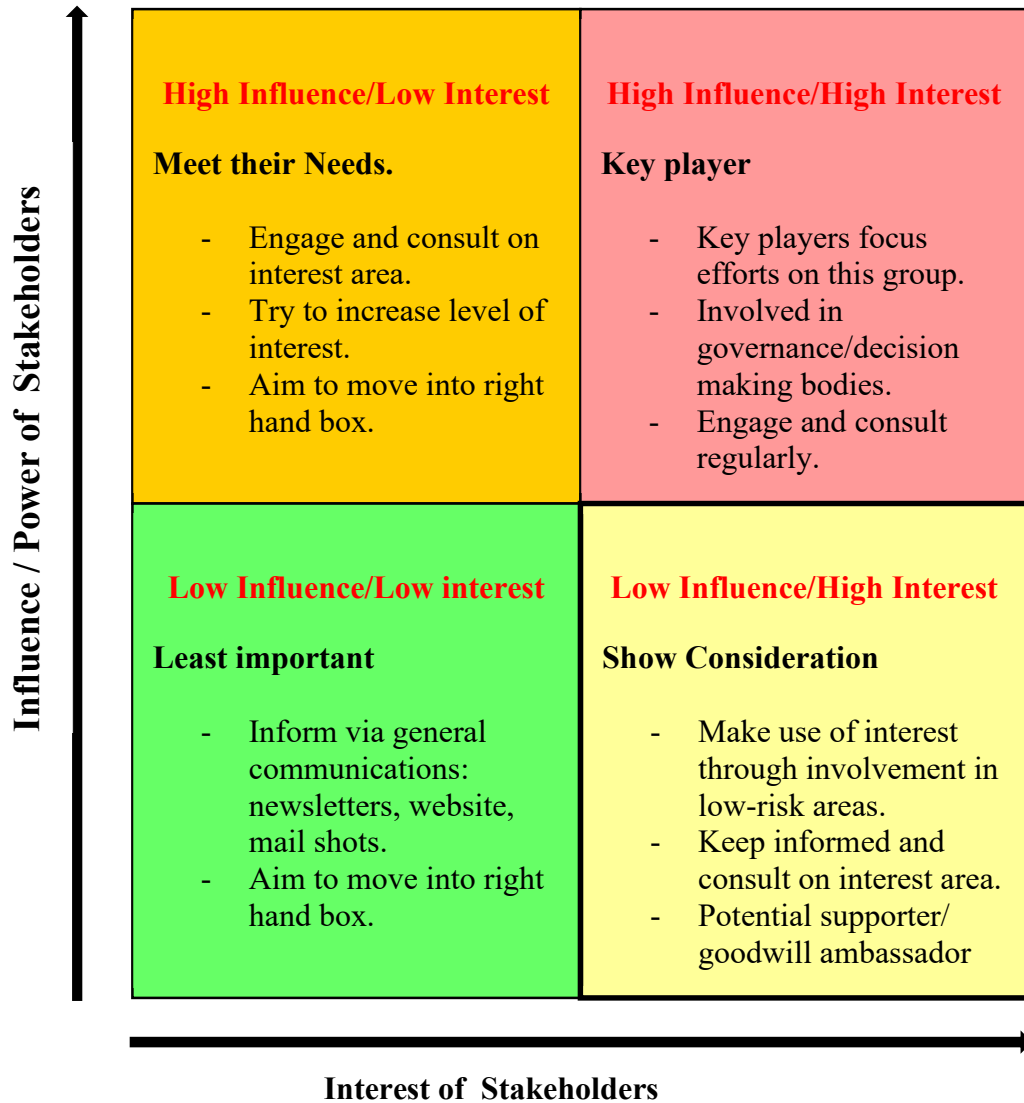 Influence / Power of Stakeholders
High Influence/Low Interest
Meet their Needs.
- Engage and consult on
interest area.
- Try to increase level of
interest.
- Aim to move into right
hand box.
High Influence/High Interest
Key player
- Key players focus
efforts on this group.
- Involved in
governance/decision
making bodies.
- Engage and consult
regularly.
Low Influence/Low interest
Least important
- Inform via general
communications:
newsletters, website,
mail shots.
- Aim to move into right
hand box.
Low Influence/High Interest
Show Consideration
- Make use of interest
through involvement in
low-risk areas.
- Keep informed and
consult on interest area.
- Potential supporter/
goodwill ambassador
Interest of Stakeholders